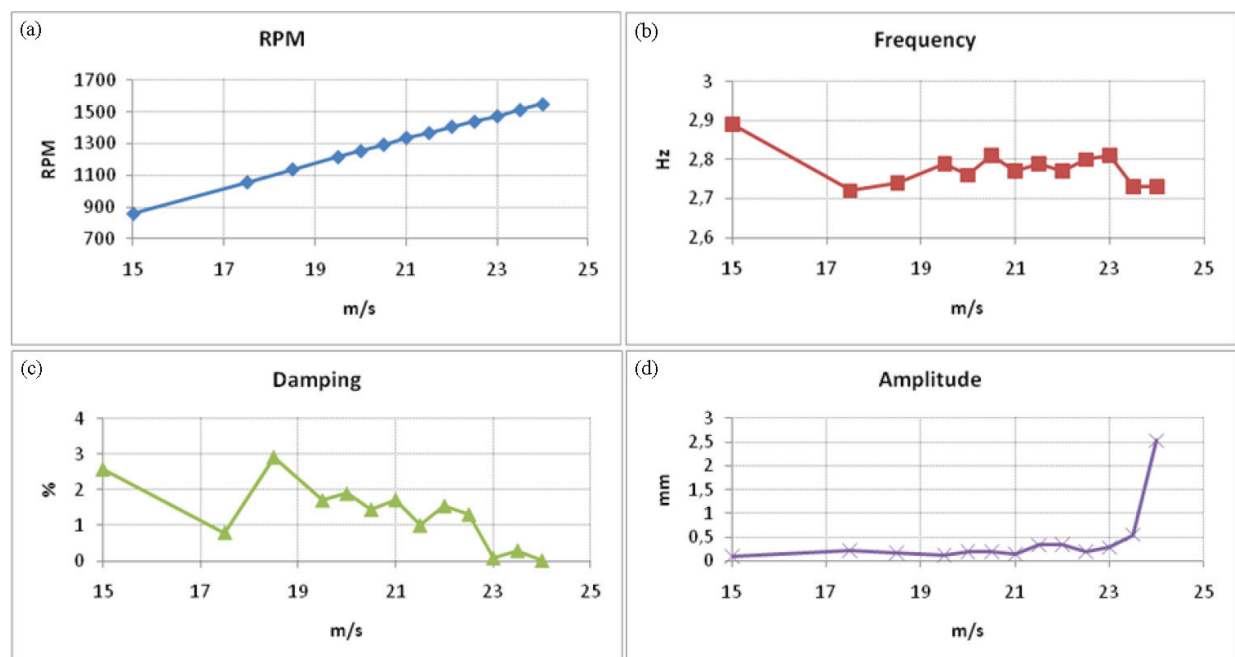 (a)
RPM
1700
1500
1300
1100
900
700
RPM
15 17 19 21 23 25
m/s
(b)
Frequency
3
2,9
2,8
2,7
2,6
Hz
15 17 19 21 23 25
m/s
(c)
Damping
4
3
2
1
0
%
15 17 19 21 23 25
m/s
(d)
Amplitude
3
2,5
2
1,5
1
0,5
0
mm
15 17 19 21 23 25
m/s